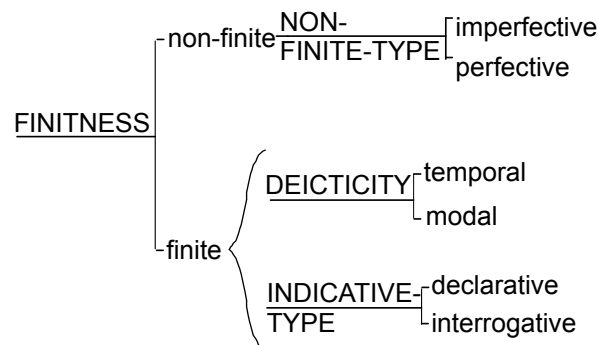 NON-
non-finite FINITE-TYPE
imperfective
perfective
FINITNESS
DEICTICITY
temporal
modal
finite
INDICATIVE-
TYPE
declarative
interrogative